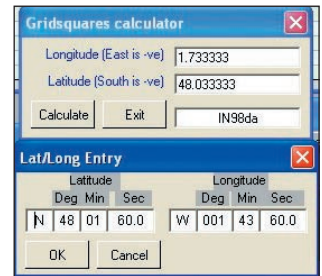 Gridsquares calculator
Longitude (East is -ve) 1.733333
Latitude (South is -ve) 48.033333
Calculate Exit IN98da
Lat/Long Entry
Latitude Longitude
Deg Min Sec Deg Min Sec
N 48 01 60.0 W 001 43 60.0
OK Cancel